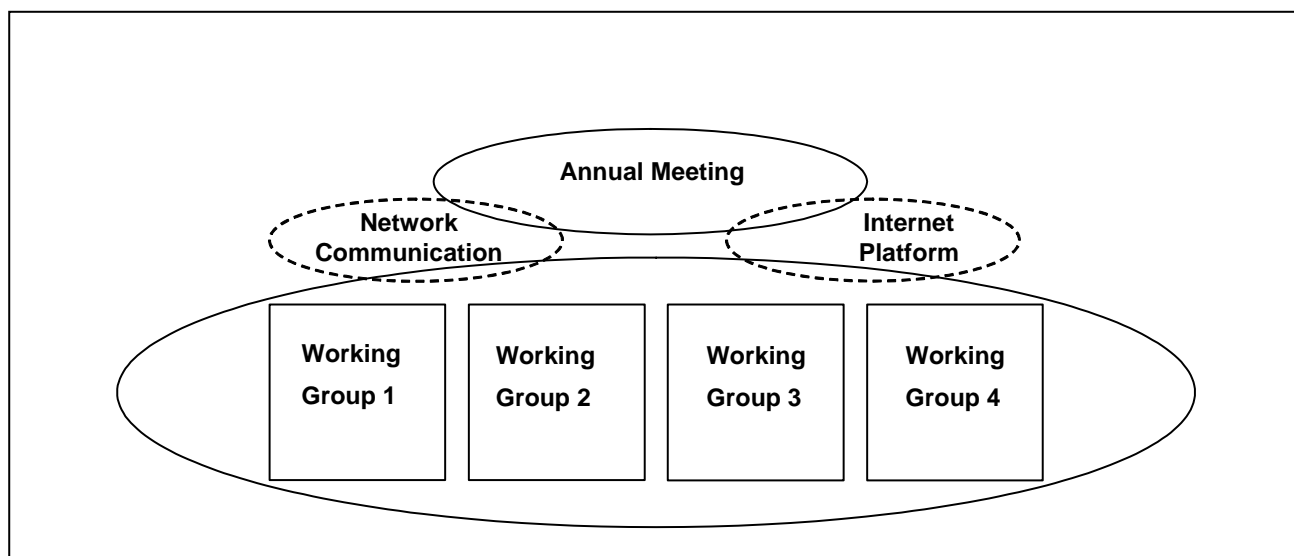 Annual Meeting
Network
Communication
Internet
Platform
Working
Group 1
Working
Group 2
Working
Group 3
Working
Group 4